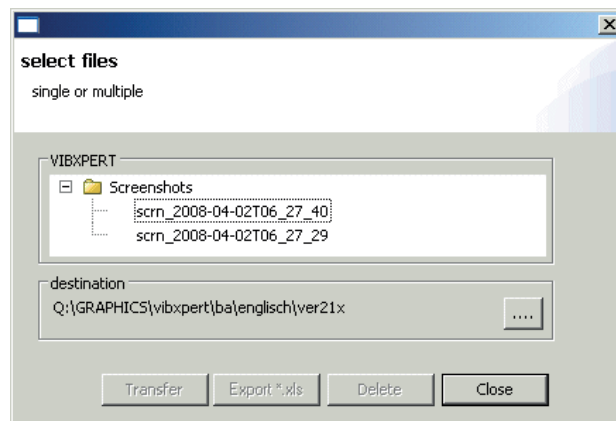 select files
single or multiple
VIBXPERT
Screenshots
scrn_2008-04-02T06_27_40
scrn_2008-04-02T06_27_29
destination
Q:\GRAPHICS\vibxpert\ba\englisch\ver21x
....
Transfer
Export *.xls
Delete
Close